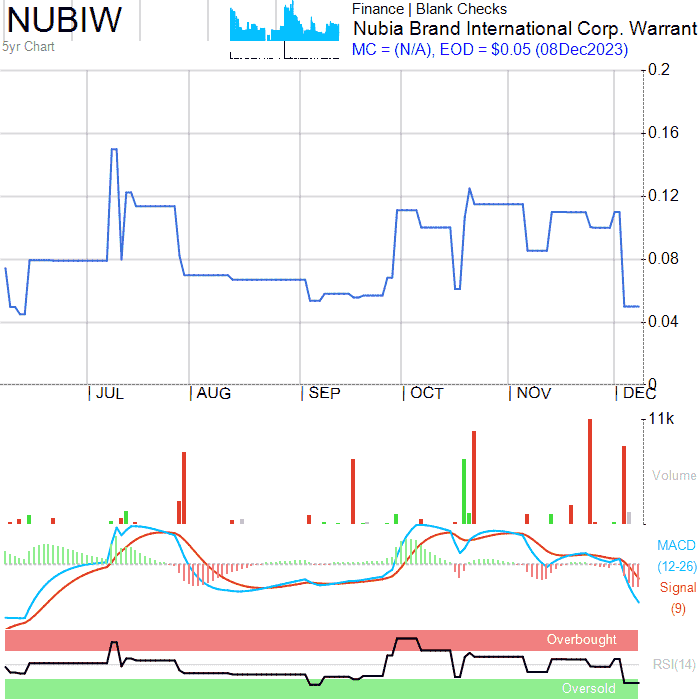 NUBIW
5yr Chart
Finance | Blank Checks
Nubia Brand International Corp. Warrant
MC = (N/A), EOD = $0.05 (08Dec2023)
0.2
0.16
0.12
0.08
0.04
0
JUL AUG SEP OCT NOV DEC
11k
Volume
MACD
(12-26)
Signal
(9)
Overbought
RSI(14)
Oversold